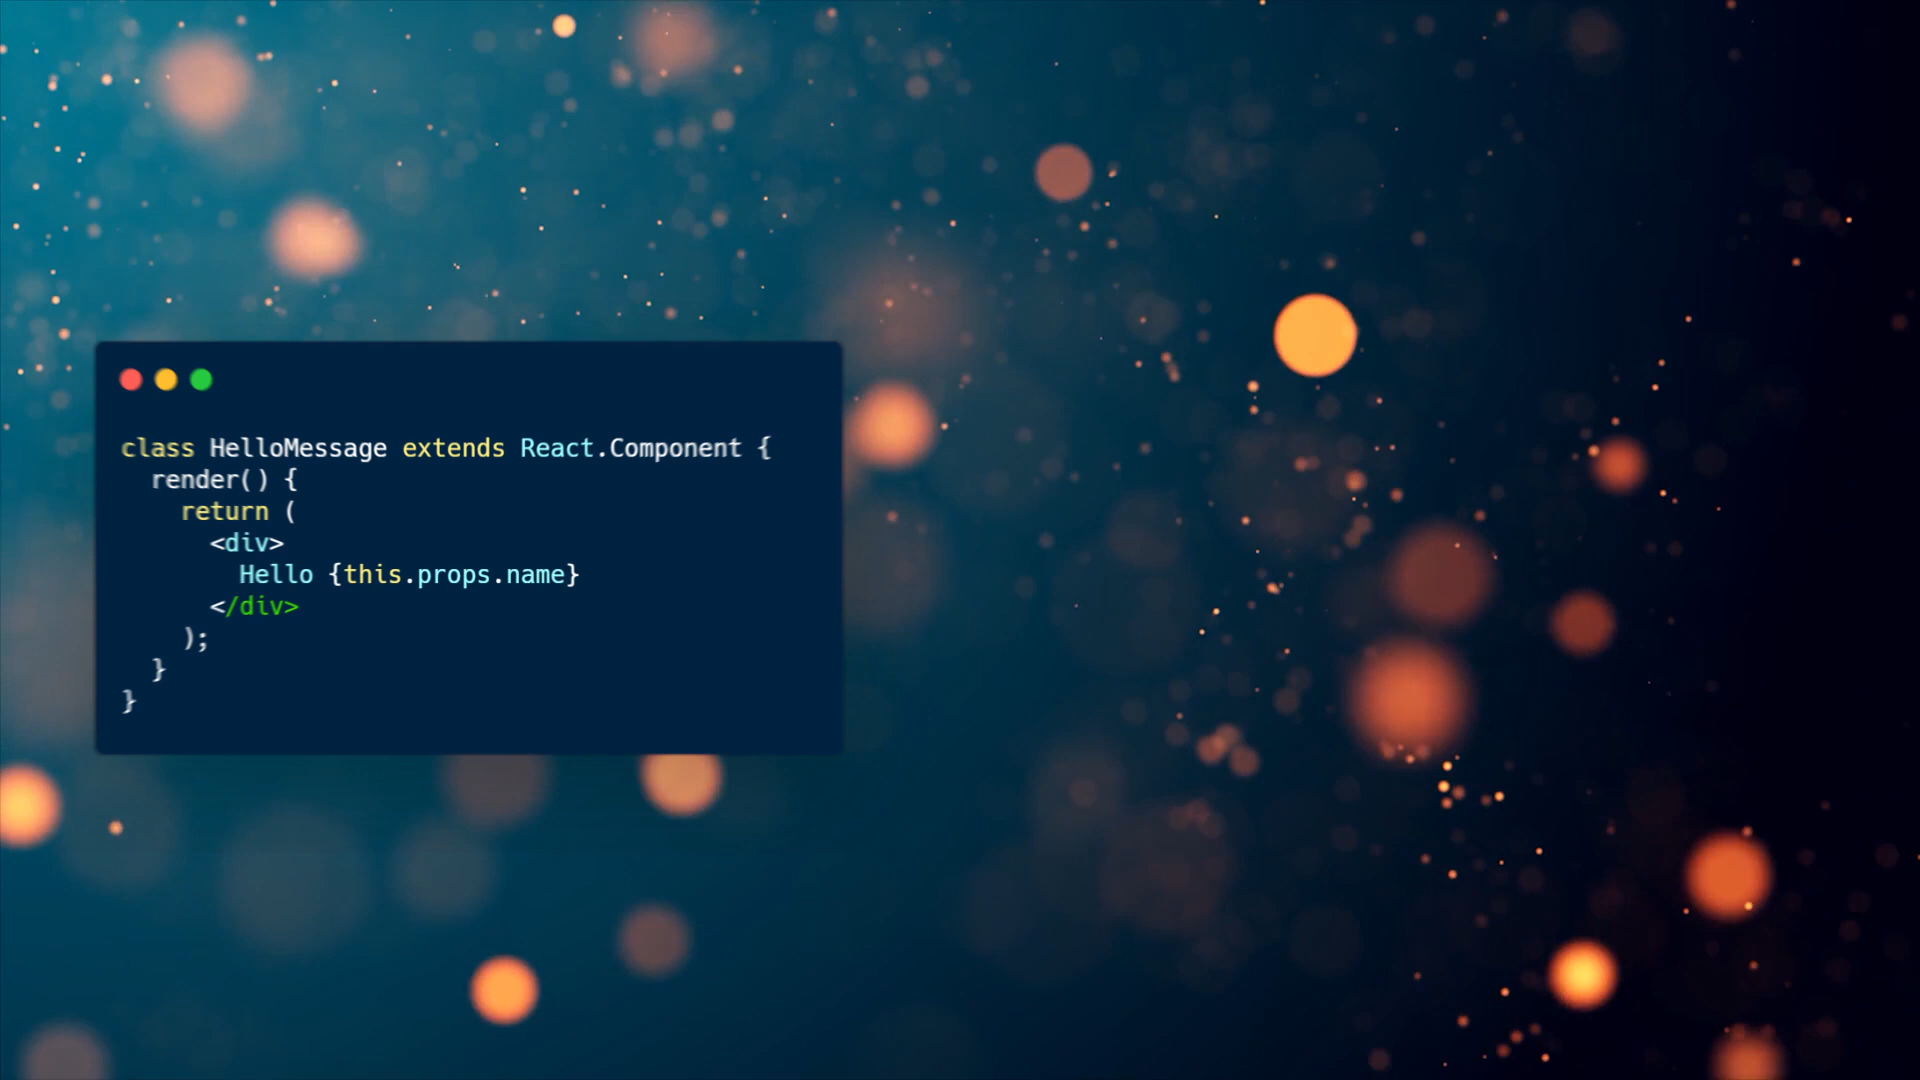 class HelloMessage extends React.Component {
  render() {
    return (
      <div>
        Hello {this.props.name}
      </div>
    );
  }
}